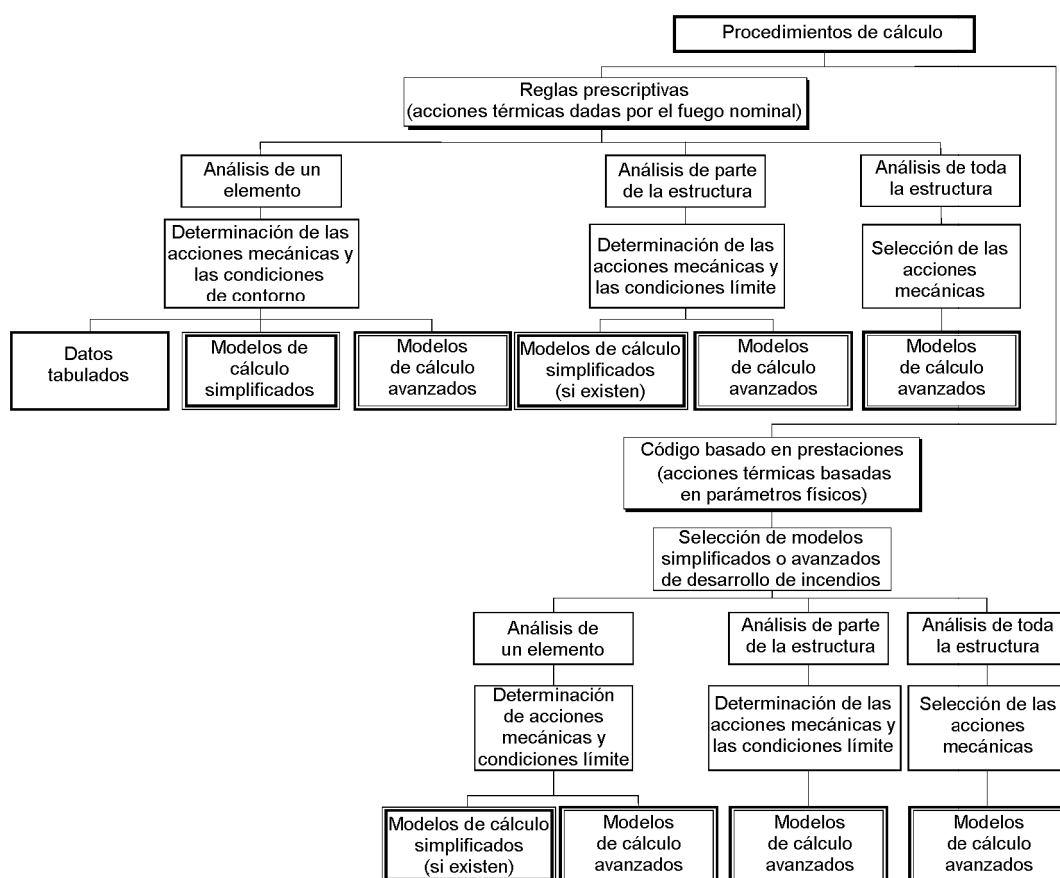 Procedimientos de cálculo
Reglas prescriptivas
(acciones térmicas dadas por el fuego nominal)
Análisis de un
elemento
Análisis de parte
de la estructura
Análisis de toda
la estructura
Determinación de las
acciones mecánicas y
las condiciones
de contorno
Determinación de las
acciones mecánicas y
las condiciones límite
Selección de las
acciones
mecánicas
Datos
tabulados
Modelos de
cálculo
simplificados
Modelos
de cálculo
avanzados
Modelos de cálculo
simplificados
(si existen)
Modelos
de cálculo
avanzados
Modelos
de cálculo
avanzados
Código basado en prestaciones
(acciones térmicas basadas
en parámetros físicos)
Selección de modelos
simplificados o avanzados
de desarrollo de incendios
Análisis de
un elemento
Análisis de parte
de la estructura
Análisis de toda
la estructura
Determinación
de acciones
mecánicas y
condiciones límite
Determinación de las
acciones mecánicas y
las condiciones límite
Selección de las
acciones
mecánicas
Modelos de cálculo
simplificados
(si existen)
Modelos
de cálculo
avanzados
Modelos
de cálculo
avanzados
Modelos
de cálculo
avanzados